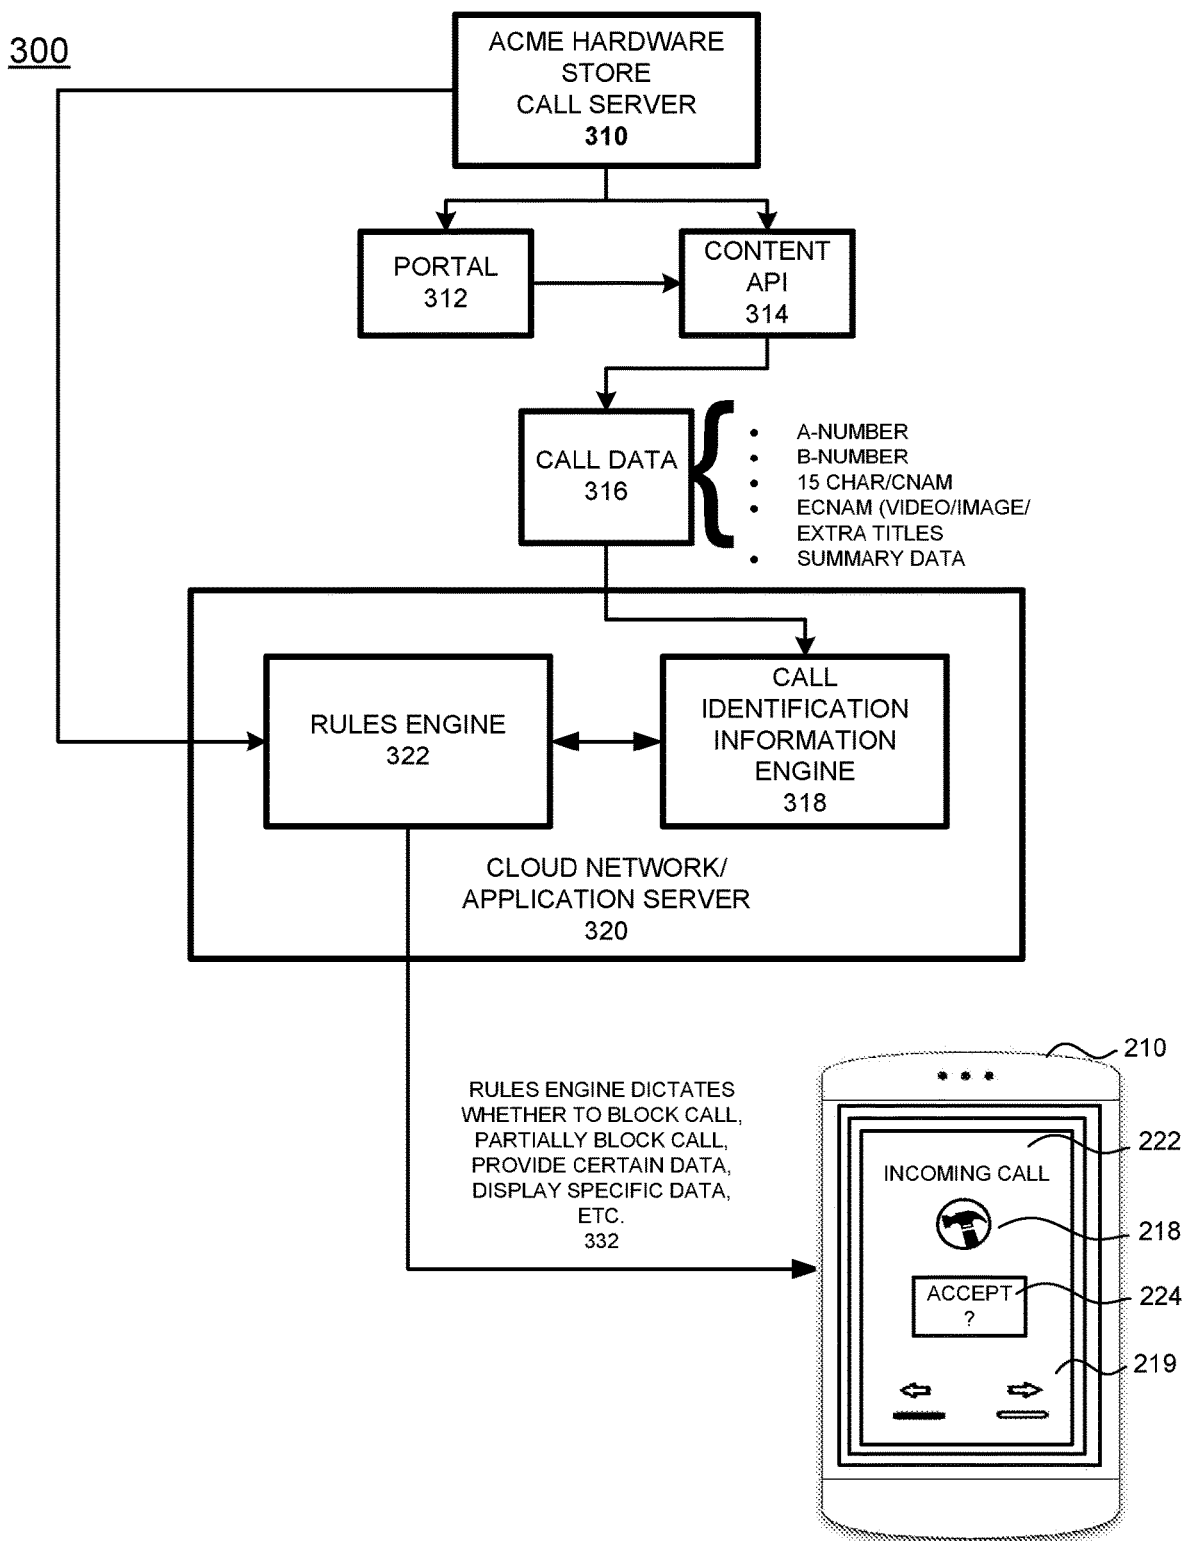 300
ACME HARDWARE
STORE
CALL SERVER
310
PORTAL
312
CONTENT
API
314
CALL DATA
316
• A-NUMBER
• B-NUMBER
• 15 CHAR/CNAM
• ECNAM (VIDEO/IMAGE/
EXTRA TITLES
• SUMMARY DATA
RULES ENGINE
322
CALL
IDENTIFICATION
INFORMATION
ENGINE
318
CLOUD NETWORK/
APPLICATION SERVER
320
RULES ENGINE DICTATES
WHETHER TO BLOCK CALL,
PARTIALLY BLOCK CALL,
PROVIDE CERTAIN DATA,
DISPLAY SPECIFIC DATA,
ETC.
332
210
222
INCOMING CALL
218
ACCEPT
?
224
219